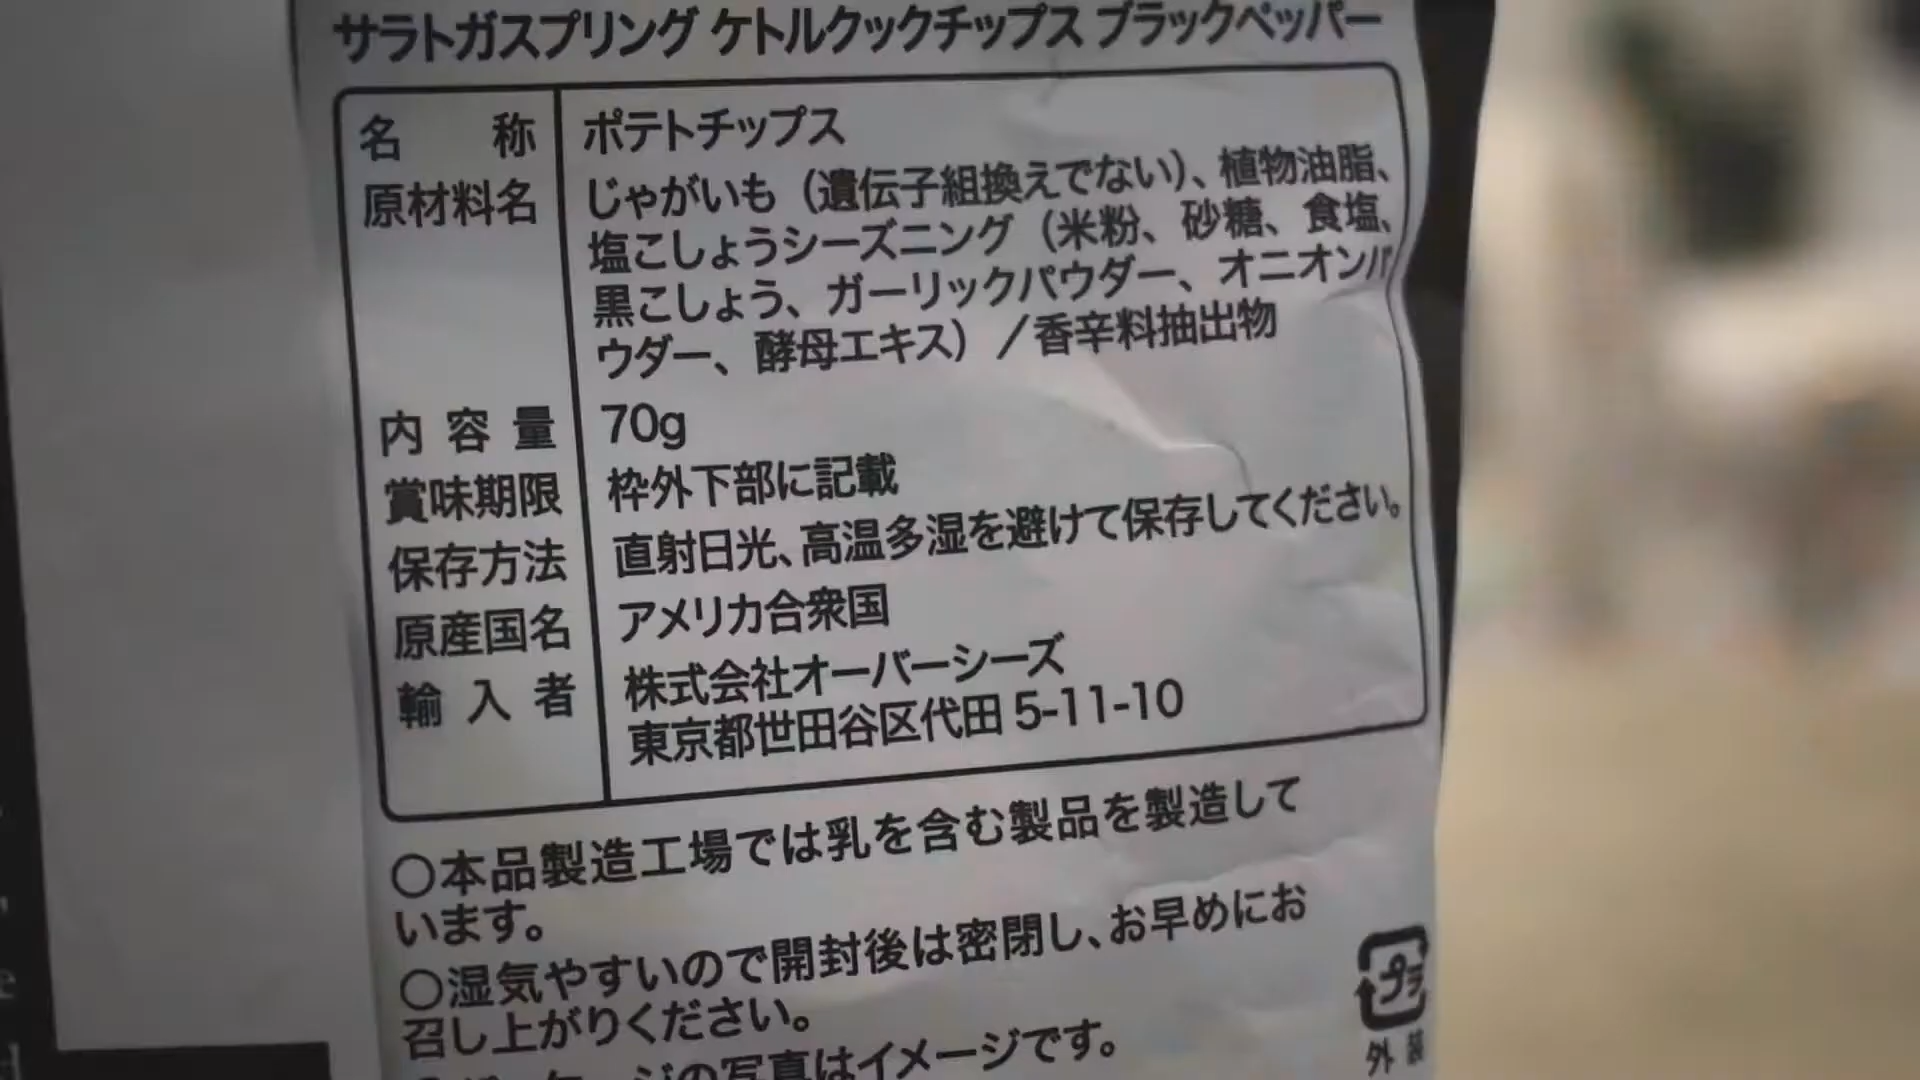 サラトガスプリング ケトルクックチップス ブラックペッパー
名称 ポテトチップス
原材料名 じゃがいも（遺伝子組換えでない）、植物油脂、
塩こしょうシーズニング（米粉、砂糖、食塩、
黒こしょう、ガーリックパウダー、オニオンパ
ウダー、酵母エキス）／香辛料抽出物
内容量 70g
賞味期限 枠外下部に記載
保存方法 直射日光、高温多湿を避けて保存してください。
原産国名 アメリカ合衆国
輸入者 株式会社オーバーシーズ
東京都世田谷区代田 5-11-10
○本品製造工場では乳を含む製品を製造して
います。
○湿気やすいので開封後は密閉し、お早めにお
召し上がりください。
ジの写真はイメージです。
プラ
外装